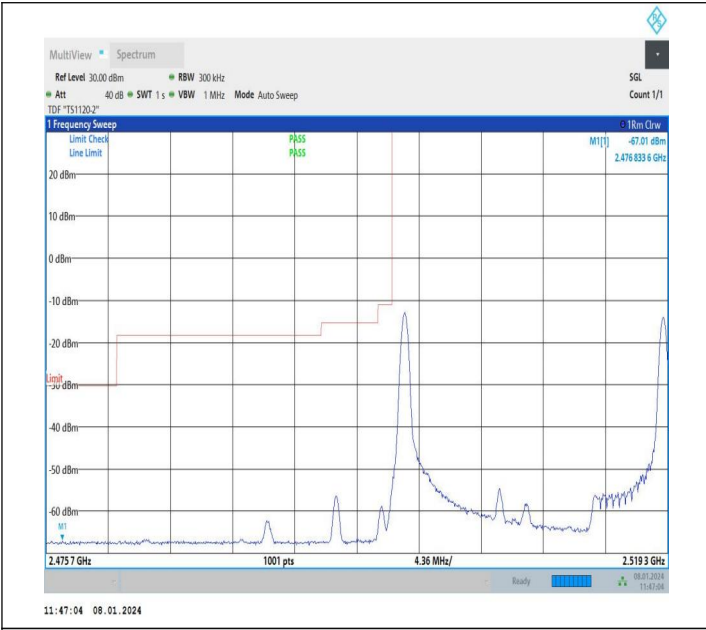 MultiView Spectrum
Ref Level 30.00 dBm RBW 300 kHz SGL
Att 40 dB SWT 1 s VBW 1 MHz Mode Auto Sweep Count 1/1
TDF "TS1120-2"
1 Frequency Sweep 1Rm Clrw
Limit Check PASS M1[1] -67.01 dBm
Line Limit PASS 2.476 833 6 GHz
20 dBm
10 dBm
0 dBm
-10 dBm
-20 dBm
Limit
-30 dBm
-40 dBm
-50 dBm
-60 dBm
M1
2.475 7 GHz 1001 pts 4.36 MHz/ 2.519 3 GHz
Ready 08.01.2024
11:47:04
11:47:04 08.01.2024